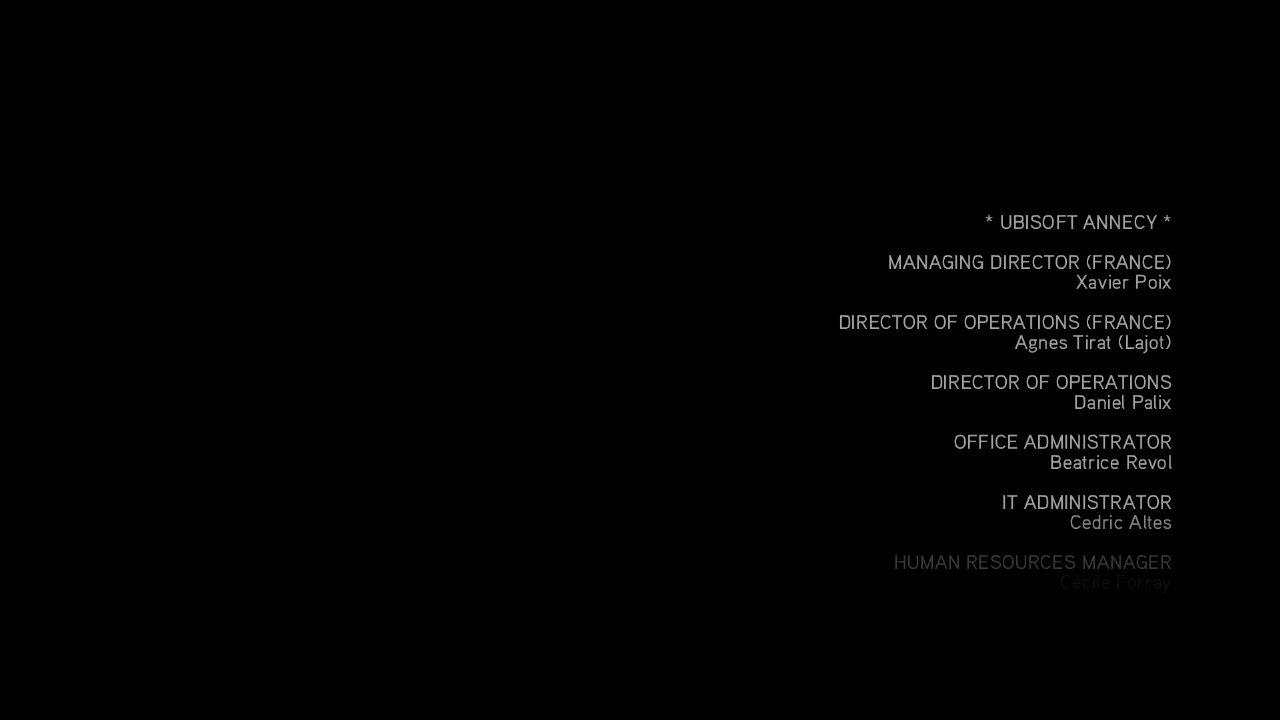 * UBISOFT ANNECY *
MANAGING DIRECTOR (FRANCE)
Xavier Poix
DIRECTOR OF OPERATIONS (FRANCE)
Agnes Tirat (Lajot)
DIRECTOR OF OPERATIONS
Daniel Palix
OFFICE ADMINISTRATOR
Beatrice Revol
IT ADMINISTRATOR
Cedric Altes
HUMAN RESOURCES MANAGER
Cécile Forray